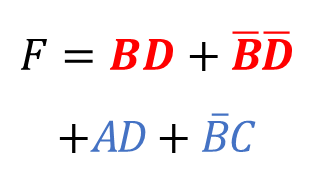 F = BD + B̅D̅
+AD + B̅C